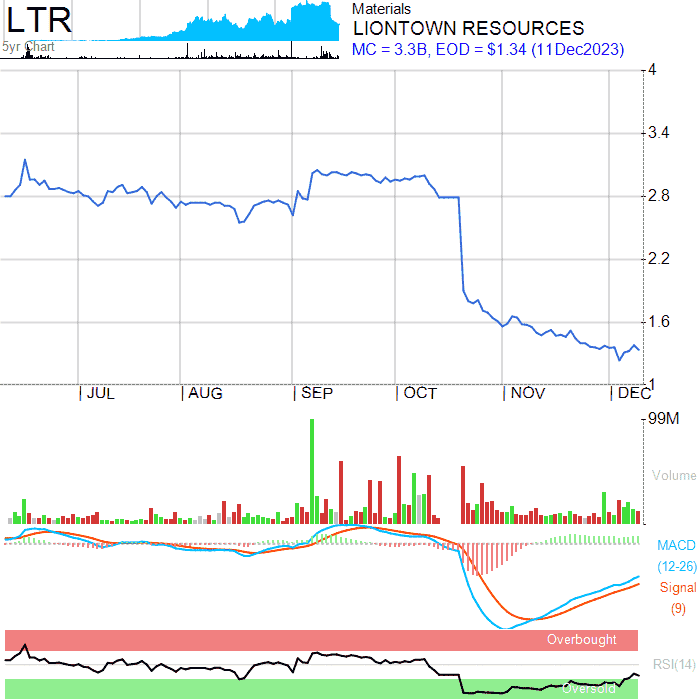 LTR
5yr Chart
Materials
LIONTOWN RESOURCES
MC = 3.3B, EOD = $1.34 (11Dec2023)
4
3.4
2.8
2.2
1.6
1
JUL
AUG
SEP
OCT
NOV
DEC
99M
Volume
MACD
(12-26)
Signal
(9)
Overbought
RSI(14)
Oversold